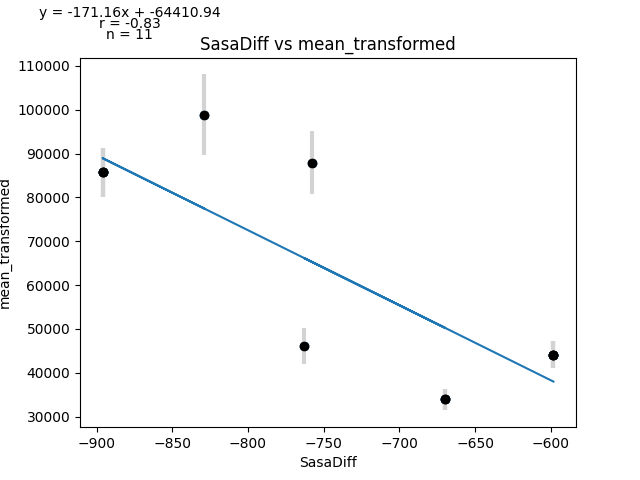 y = -171.16x + -64410.94
r = -0.83
n = 11
SasaDiff vs mean_transformed
110000
100000
90000
80000
70000
60000
50000
40000
30000
mean_transformed
−900 −850 −800 −750 −700 −650 −600
SasaDiff